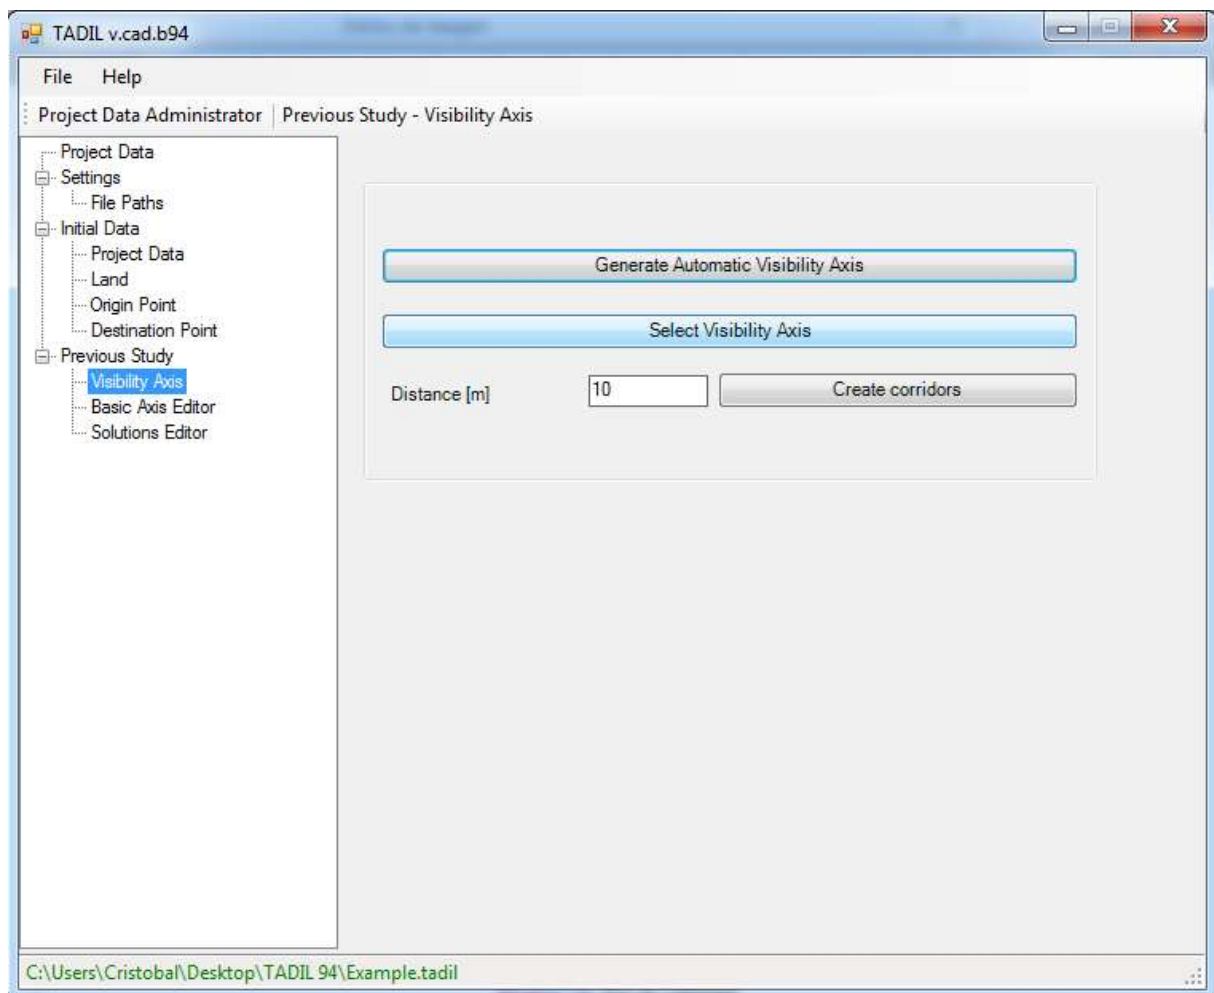 TADIL v.cad.b94
File Help
Project Data Administrator Previous Study - Visibility Axis
Project Data
Settings
File Paths
Initial Data
Project Data
Land
Origin Point
Destination Point
Previous Study
Visibility Axis
Basic Axis Editor
Solutions Editor
Generate Automatic Visibility Axis
Select Visibility Axis
Distance [m] 10 Create corridors
C:\Users\Cristobal\Desktop\TADIL 94\Example.tadil